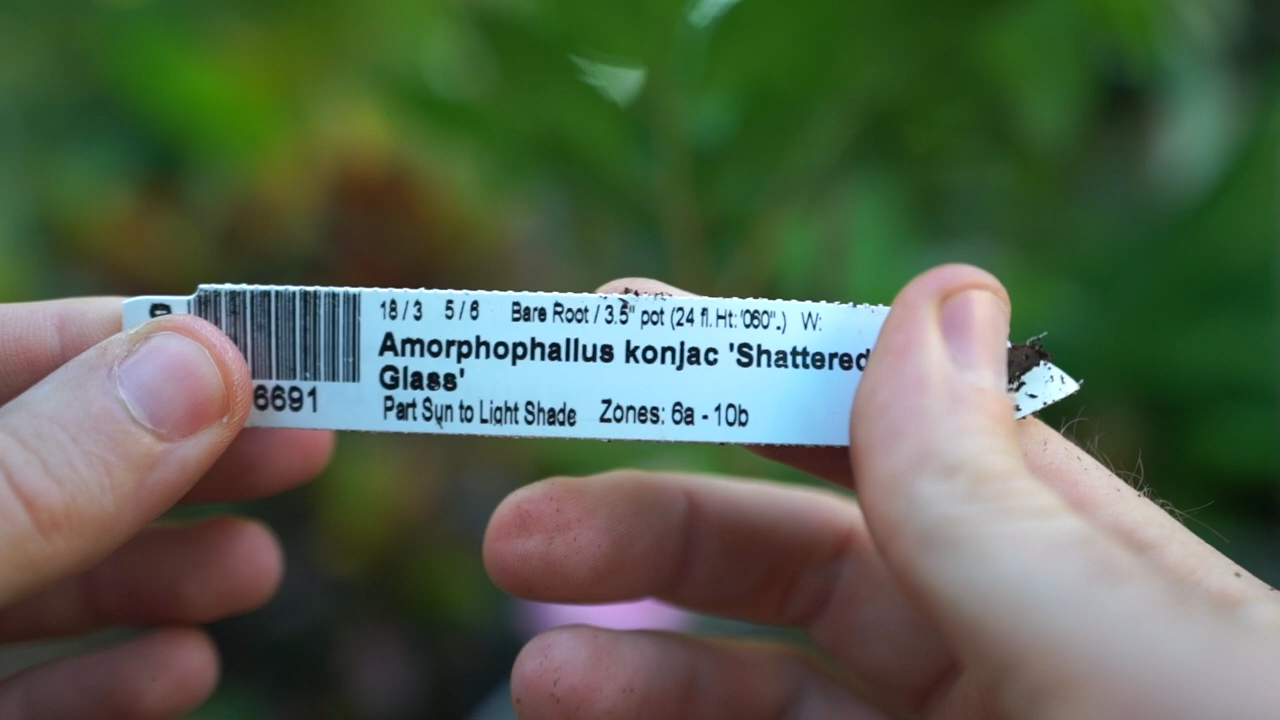 18 / 3 5 / 6 Bare Root / 3.5" pot (24 fl. Ht: '060".) W:
Amorphophallus konjac 'Shattered
Glass'
6691
Part Sun to Light Shade Zones: 6a - 10b